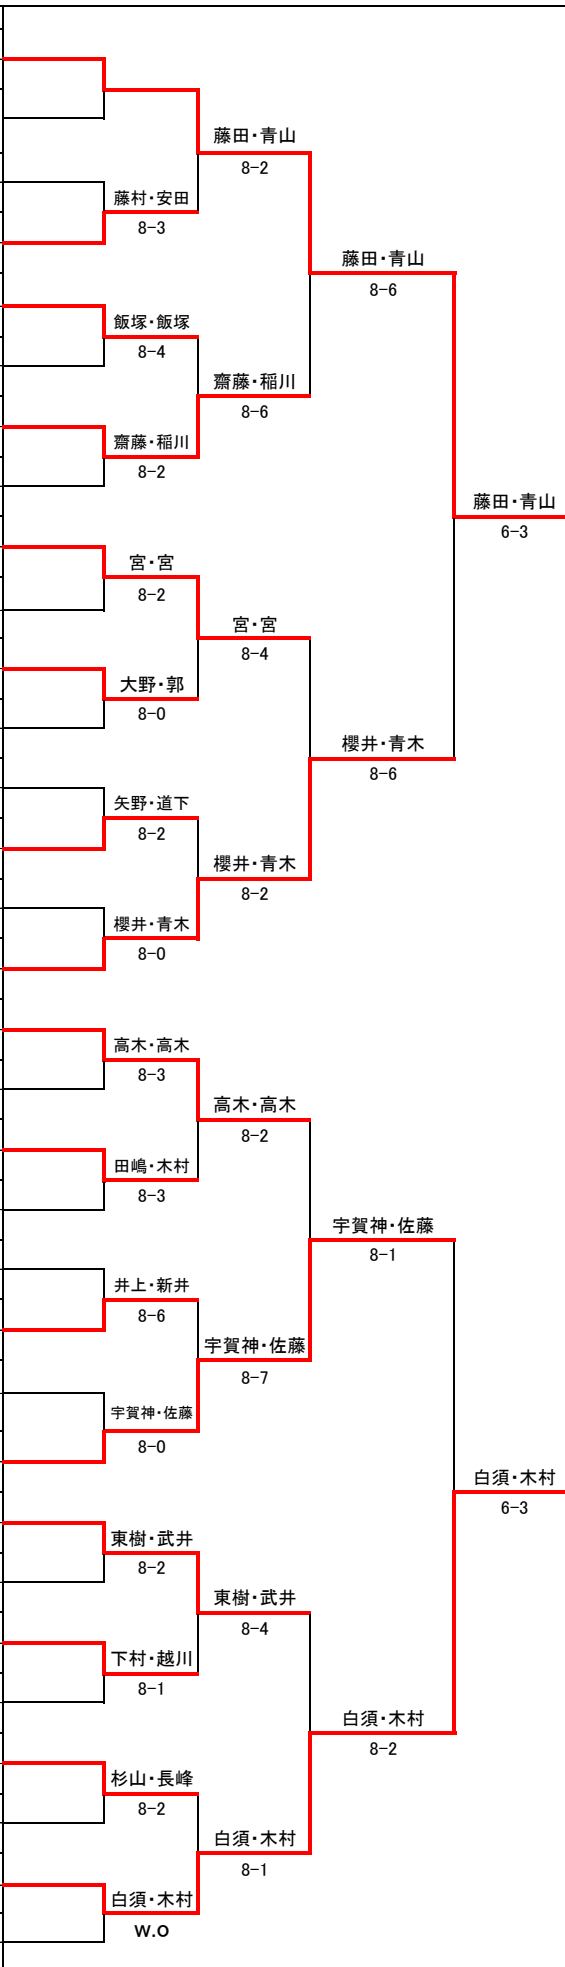 藤田・青山
8-2
藤村・安田
8-3
藤田・青山
8-6
飯塚・飯塚
8-4
齋藤・稲川
8-6
齋藤・稲川
8-2
藤田・青山
6-3
宮・宮
8-2
宮・宮
8-4
大野・郭
8-0
櫻井・青木
8-6
矢野・道下
8-2
櫻井・青木
8-2
櫻井・青木
8-0
高木・高木
8-3
高木・高木
8-2
田嶋・木村
8-3
宇賀神・佐藤
8-1
井上・新井
8-6
宇賀神・佐藤
8-7
宇賀神・佐藤
8-0
白須・木村
6-3
東樹・武井
8-2
東樹・武井
8-4
下村・越川
8-1
白須・木村
8-2
杉山・長峰
8-2
白須・木村
8-1
白須・木村
W.O